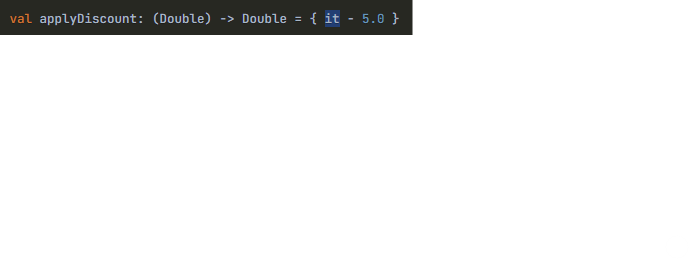 val applyDiscount: (Double) -> Double = { it - 5.0 }